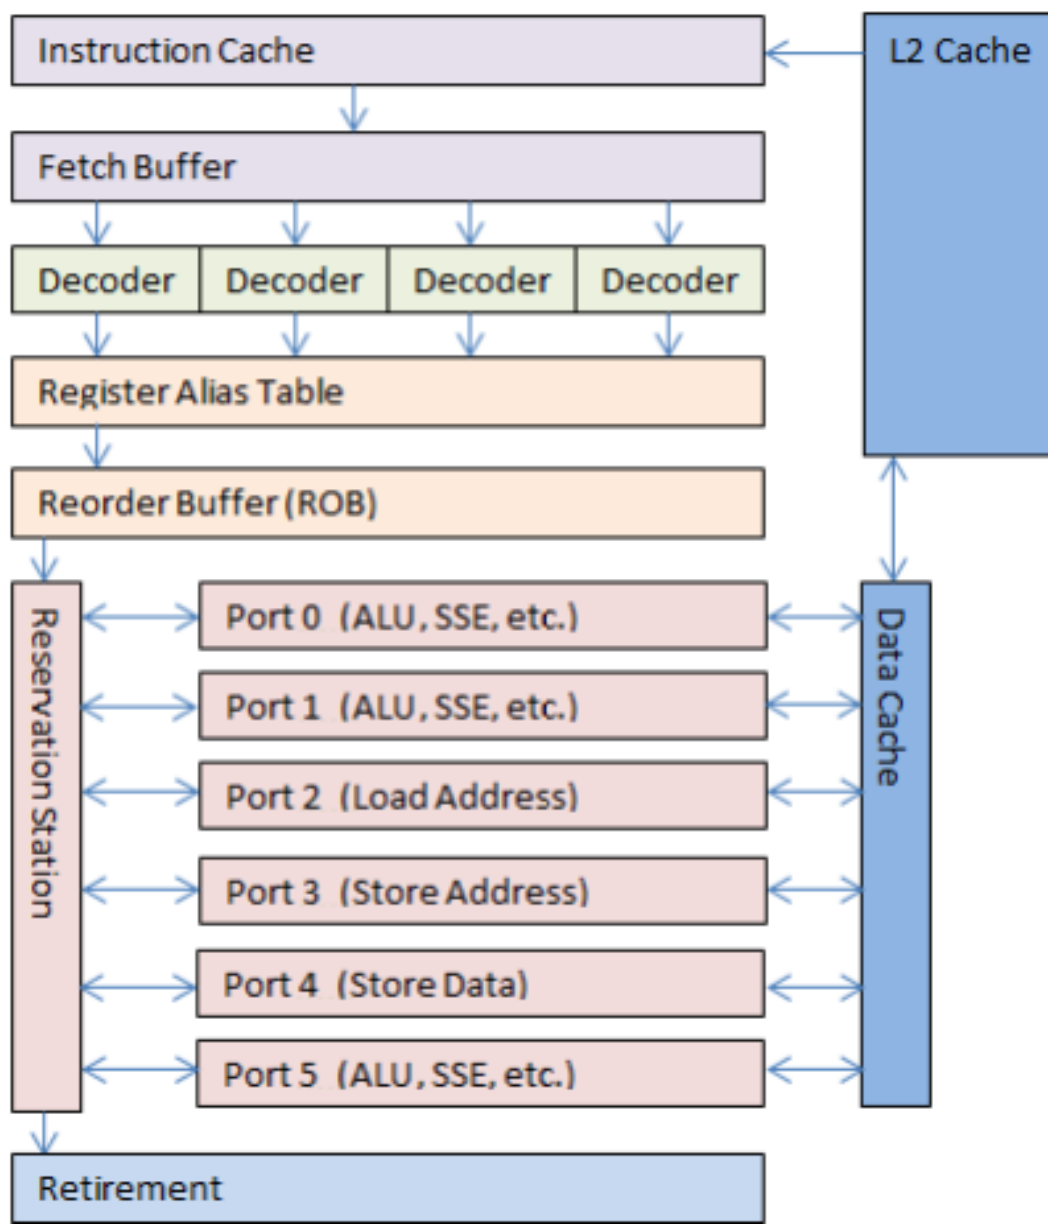 Instruction Cache
L2 Cache
Fetch Buffer
Decoder
Decoder
Decoder
Decoder
Register Alias Table
Reorder Buffer (ROB)
Reservation Station
Port 0 (ALU, SSE, etc.)
Port 1 (ALU, SSE, etc.)
Port 2 (Load Address)
Port 3 (Store Address)
Port 4 (Store Data)
Port 5 (ALU, SSE, etc.)
Data Cache
Retirement